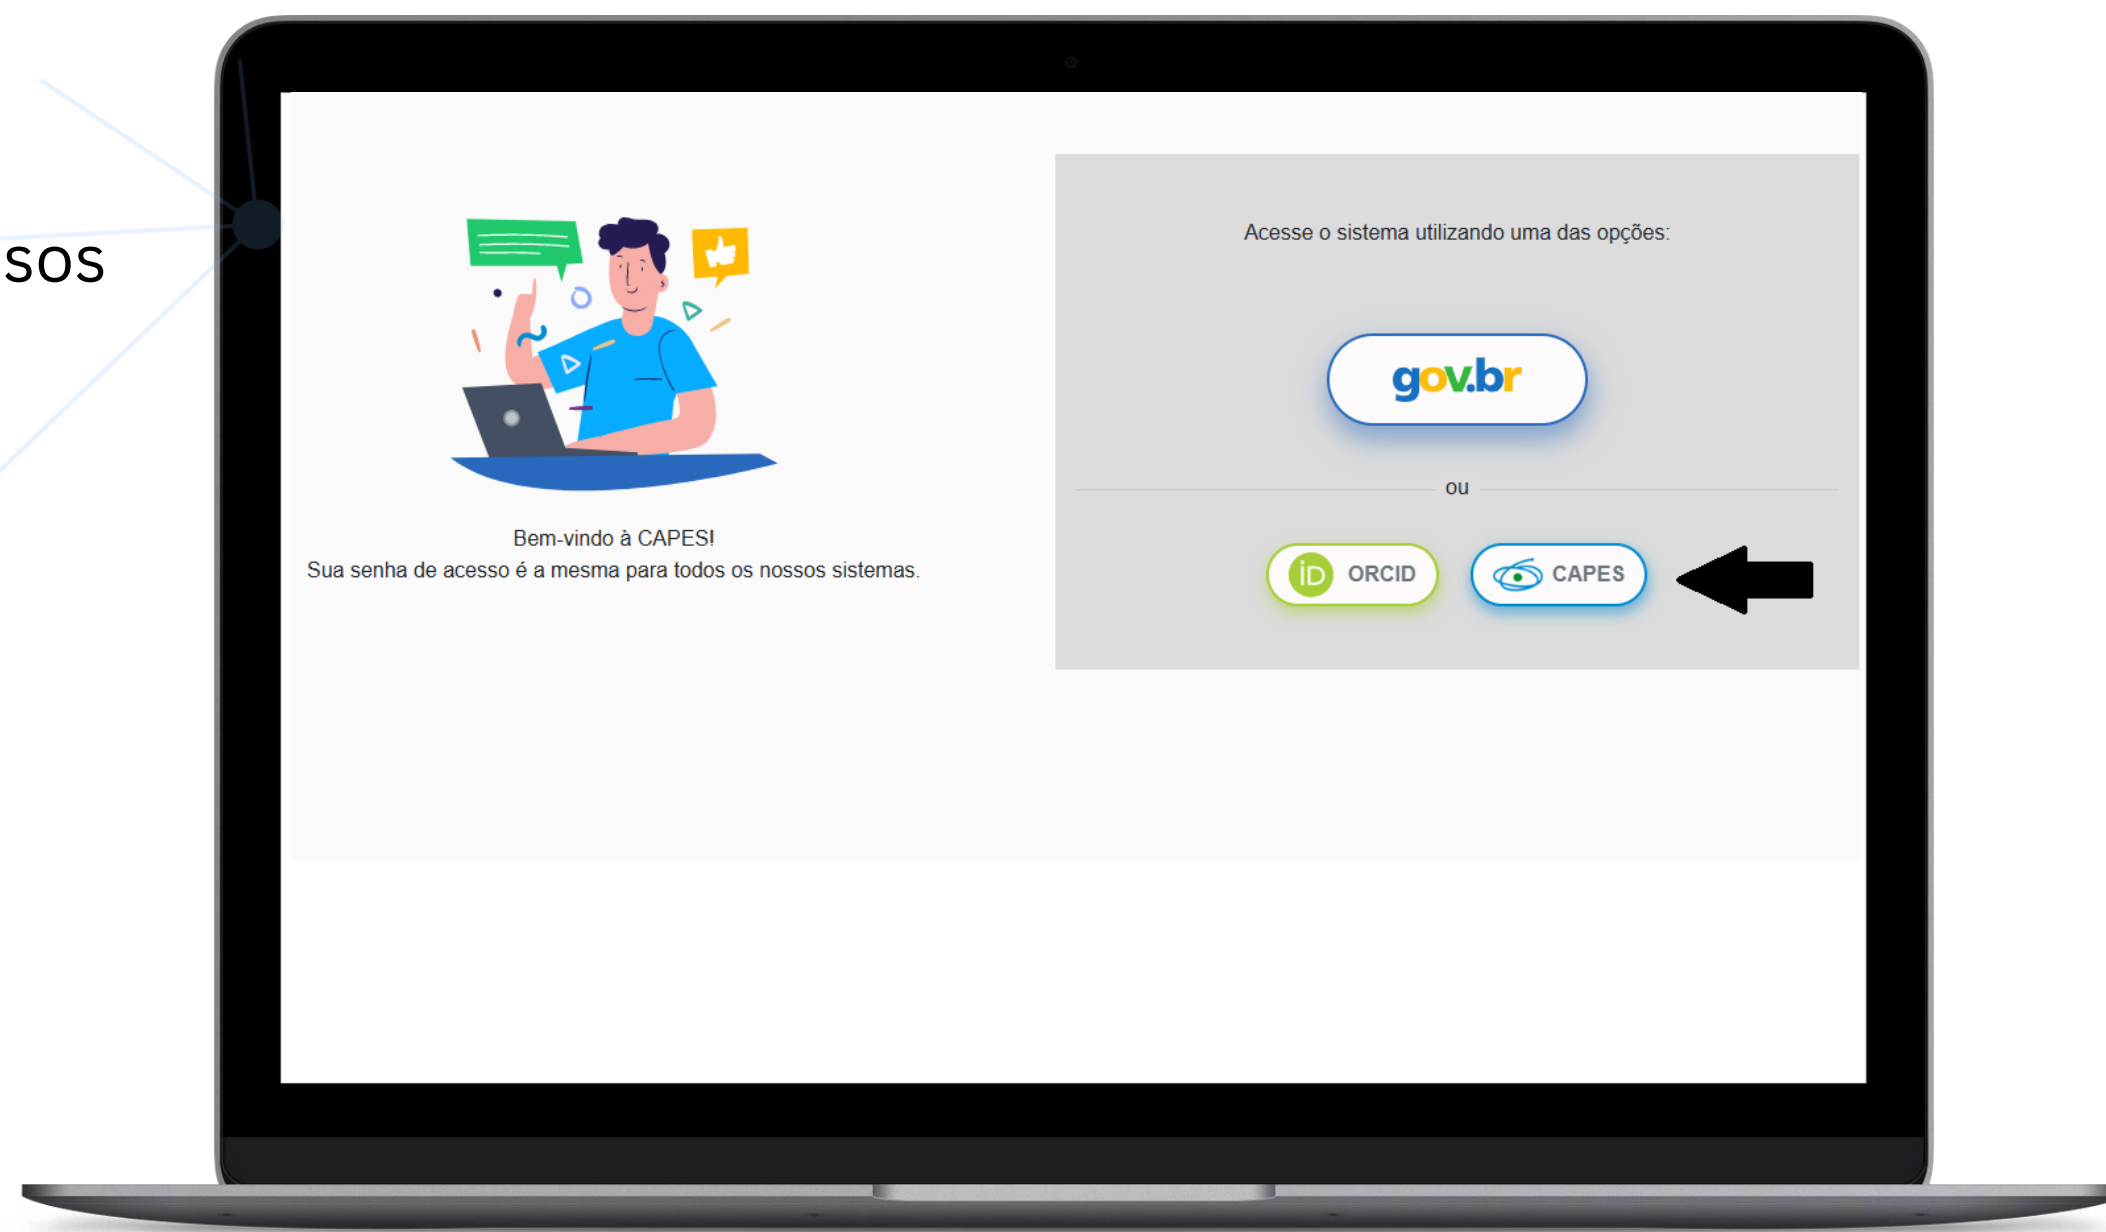 sos
Acesse o sistema utilizando uma das opções:
gov.br
ou
iD ORCID
CAPES
Bem-vindo à CAPES!
Sua senha de acesso é a mesma para todos os nossos sistemas.